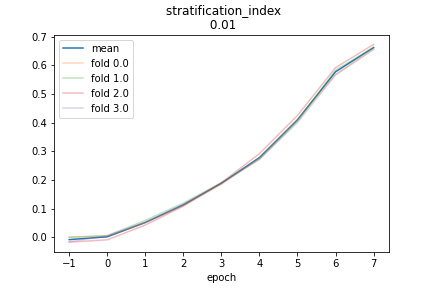 stratification_index
0.01
0.7
0.6
0.5
0.4
0.3
0.2
0.1
0.0
mean
fold 0.0
fold 1.0
fold 2.0
fold 3.0
−1 0 1 2 3 4 5 6 7
epoch